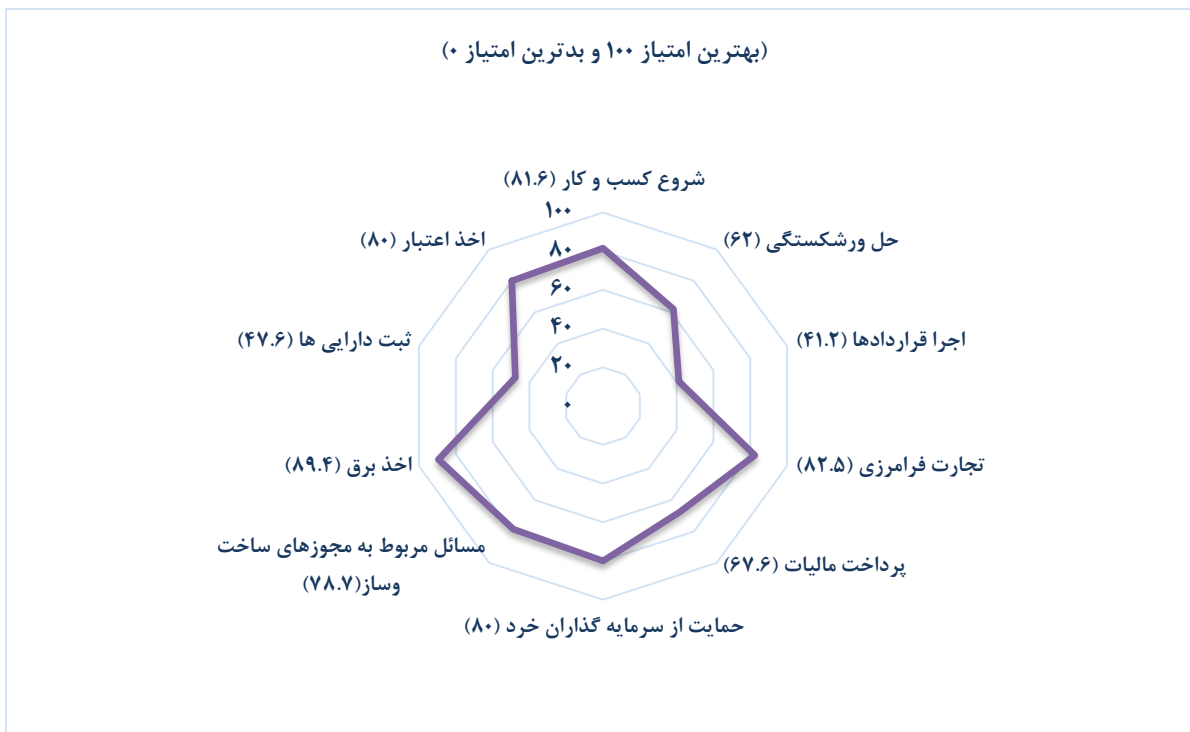 (بهترین امتیاز ۱۰۰ و بدترین امتیاز ۰)
شروع کسب و کار (۸۱.۶)
حل ورشکستگی (۶۲)
اجرا قراردادها (۴۱.۲)
تجارت فرامرزی (۸۲.۵)
پرداخت مالیات (۶۷.۶)
حمایت از سرمایه گذاران خرد (۸۰)
مسائل مربوط به مجوزهای ساخت
وساز(۷۸.۷)
اخذ برق (۸۹.۴)
ثبت دارایی ها (۴۷.۶)
اخذ اعتبار (۸۰)
۱۰۰
۸۰
۶۰
۴۰
۲۰
۰